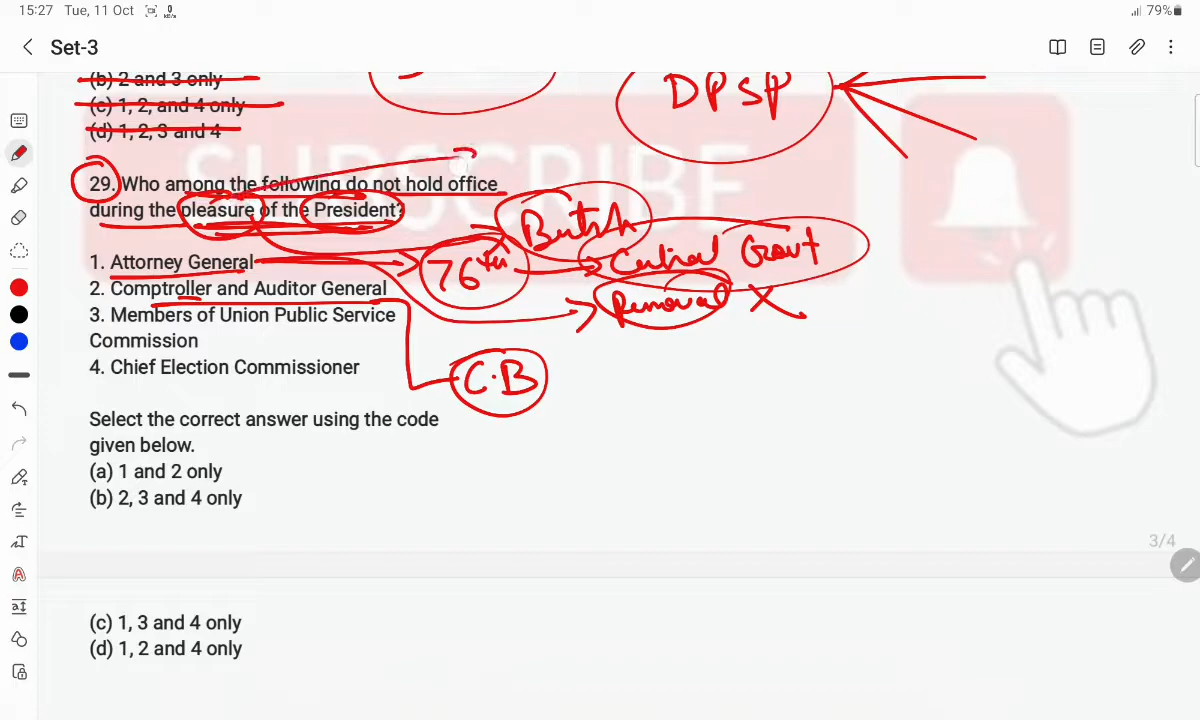 15:27 Tue, 11 Oct
0
KB/s
79%
Set-3
(b) 2 and 3 only
(c) 1, 2, and 4 only
(d) 1, 2, 3 and 4
DPSP
SUBSCRIBE
29. Who among the following do not hold office
during the pleasure of the President?
British
1. Attorney General
76th
Central Govt
2. Comptroller and Auditor General
Removal X
3. Members of Union Public Service
Commission
4. Chief Election Commissioner
C.B
Select the correct answer using the code
given below.
(a) 1 and 2 only
(b) 2, 3 and 4 only
3/4
(c) 1, 3 and 4 only
(d) 1, 2 and 4 only